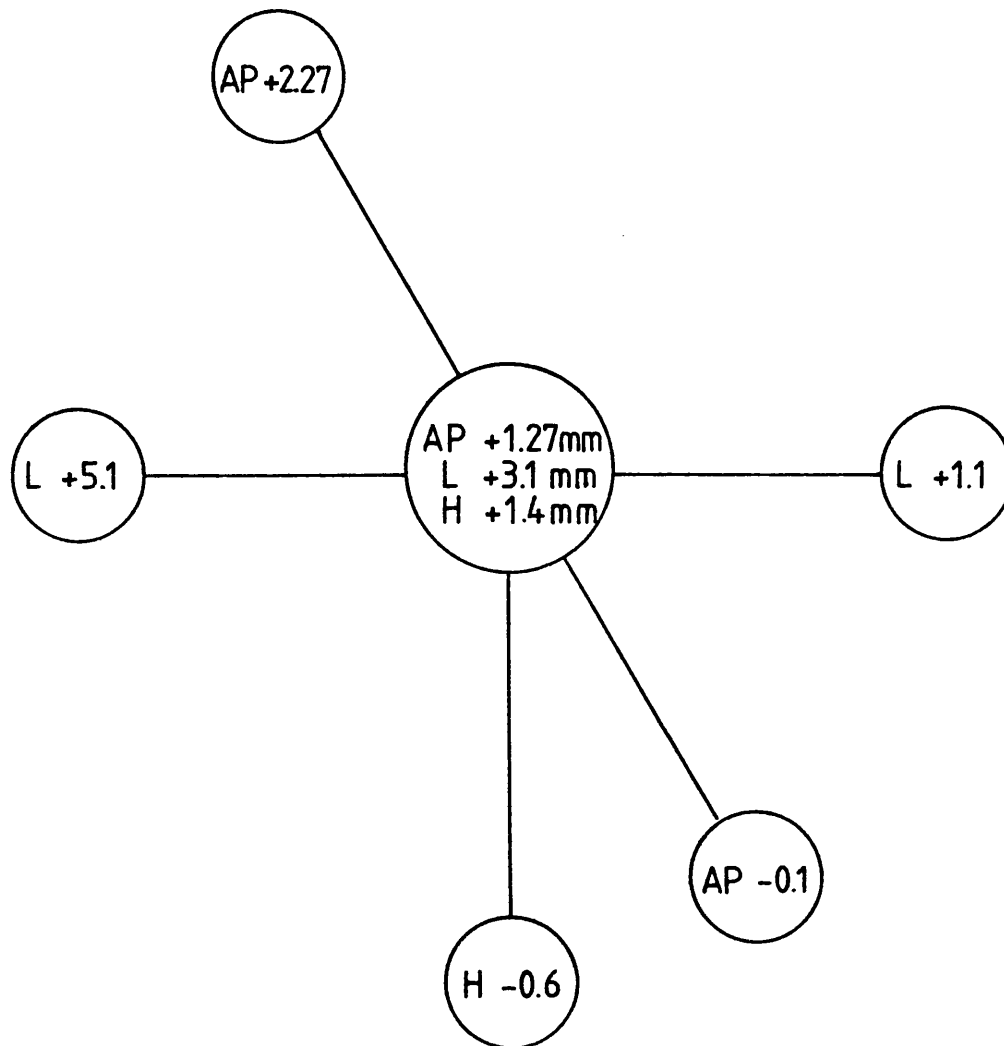 AP +2.27
AP +1.27mm
L +3.1 mm
H +1.4mm
L +5.1
L +1.1
AP -0.1
H -0.6